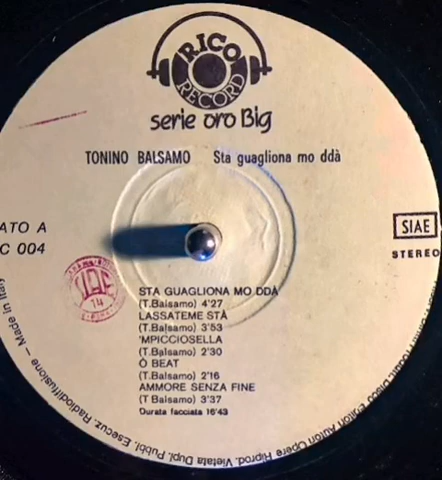 RICO
RECORD
serie oro Big
TONINO BALSAMO Sta guagliona mo ddà
ATO A
C 004
SIAE
STEREO
STA GUAGLIONA MO DDÀ
(T.Balsamo) 4'27
LASSATEME STÀ
(T.Balsamo) 3'53
'MPICCIOSELLA
(T.Balsamo) 2'30
Ò BEAT
(T.Balsamo) 2'16
AMMORE SENZA FINE
(T.Balsamo) 3'37
Durata facciata 16'43
Opere Riprod. Vietata Dupl. Pubbl. Esecuz. Radiodiffusione - Made in Italy